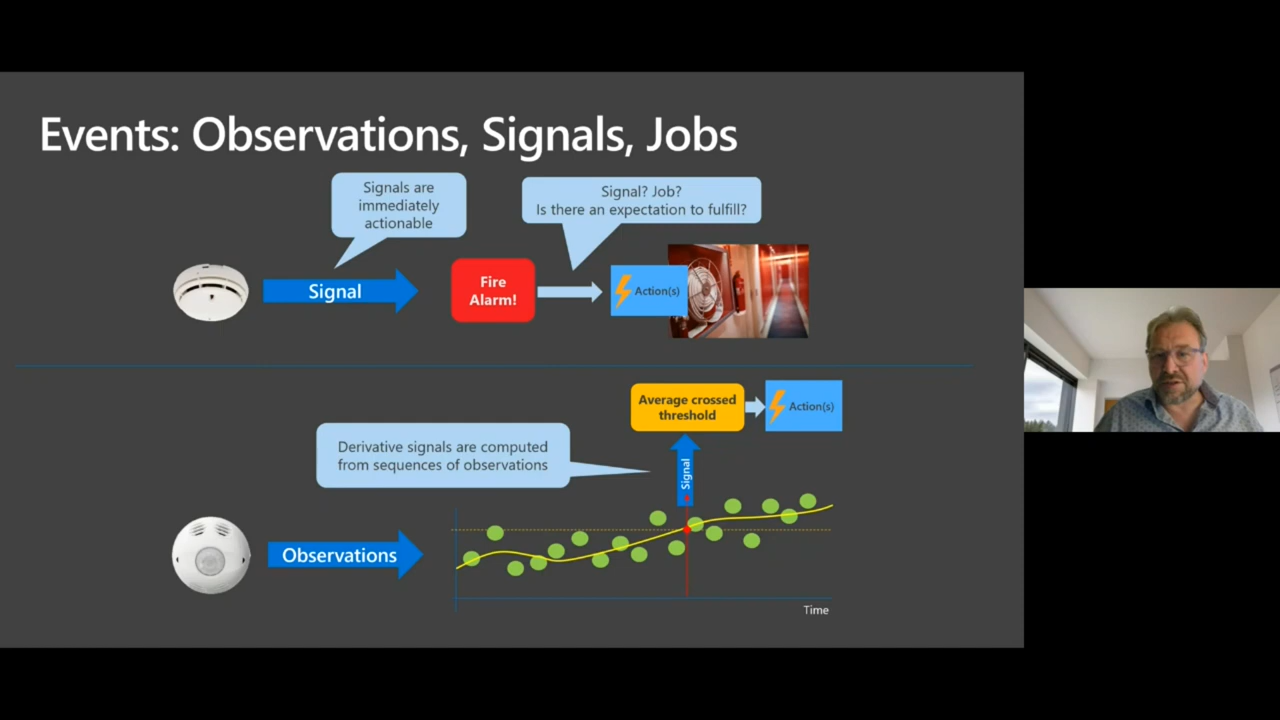 Events: Observations, Signals, Jobs
Signals are
immediately
actionable
Signal? Job?
Is there an expectation to fulfill?
Signal
Fire
Alarm!
Action(s)
Average crossed
threshold
Action(s)
Derivative signals are computed
from sequences of observations
Signal
Observations
Time